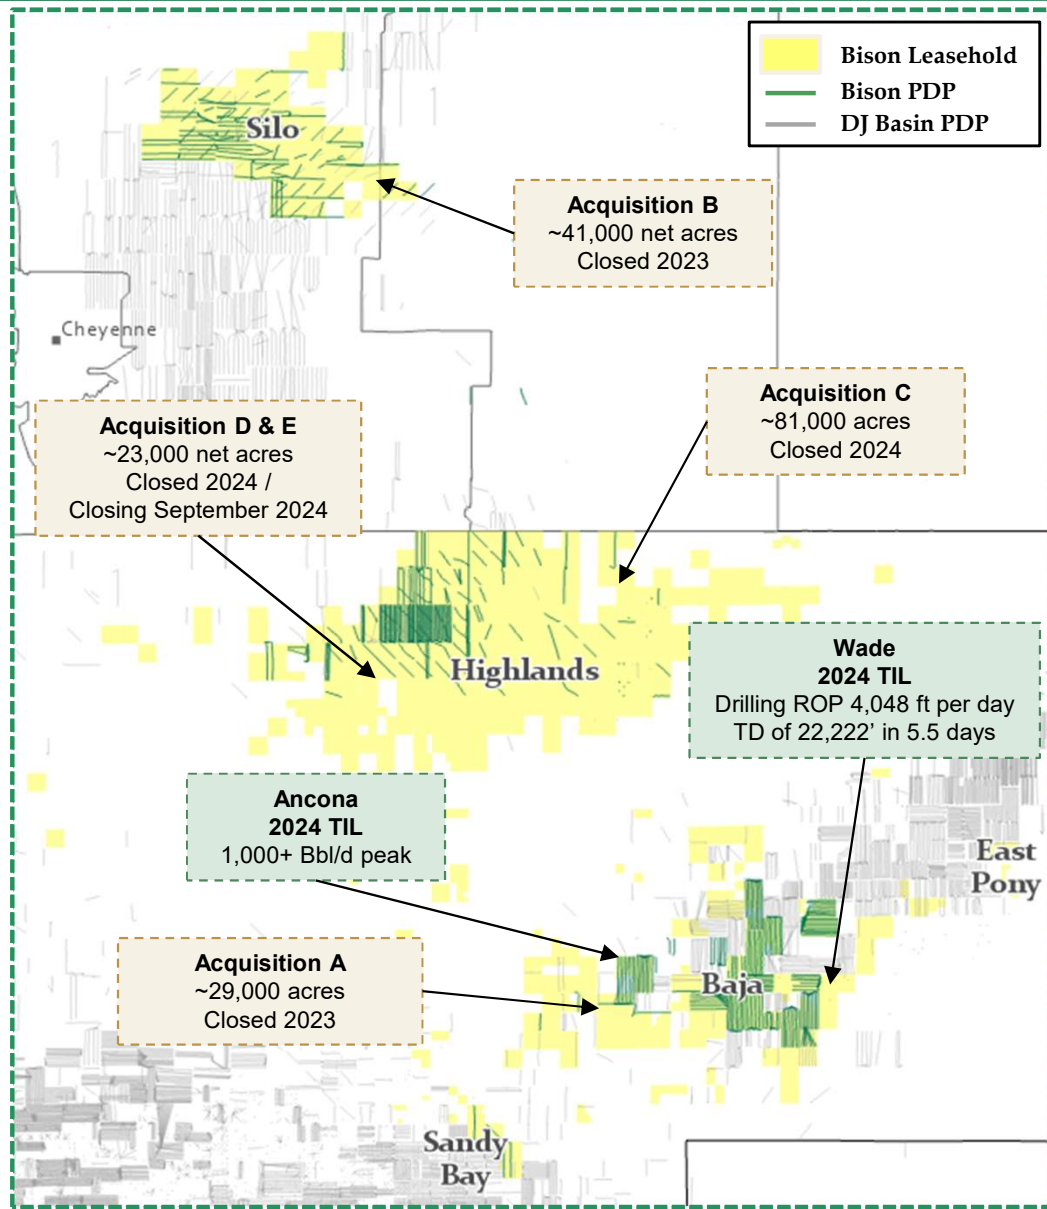 Bison Leasehold
Bison PDP
DJ Basin PDP
Silo
Acquisition B
~41,000 net acres
Closed 2023
Cheyenne
Acquisition C
~81,000 acres
Closed 2024
Acquisition D & E
~23,000 net acres
Closed 2024 /
Closing September 2024
Highlands
Wade
2024 TIL
Drilling ROP 4,048 ft per day
TD of 22,222’ in 5.5 days
Ancona
2024 TIL
1,000+ Bbl/d peak
East
Pony
Acquisition A
~29,000 acres
Closed 2023
Baja
Sandy
Bay